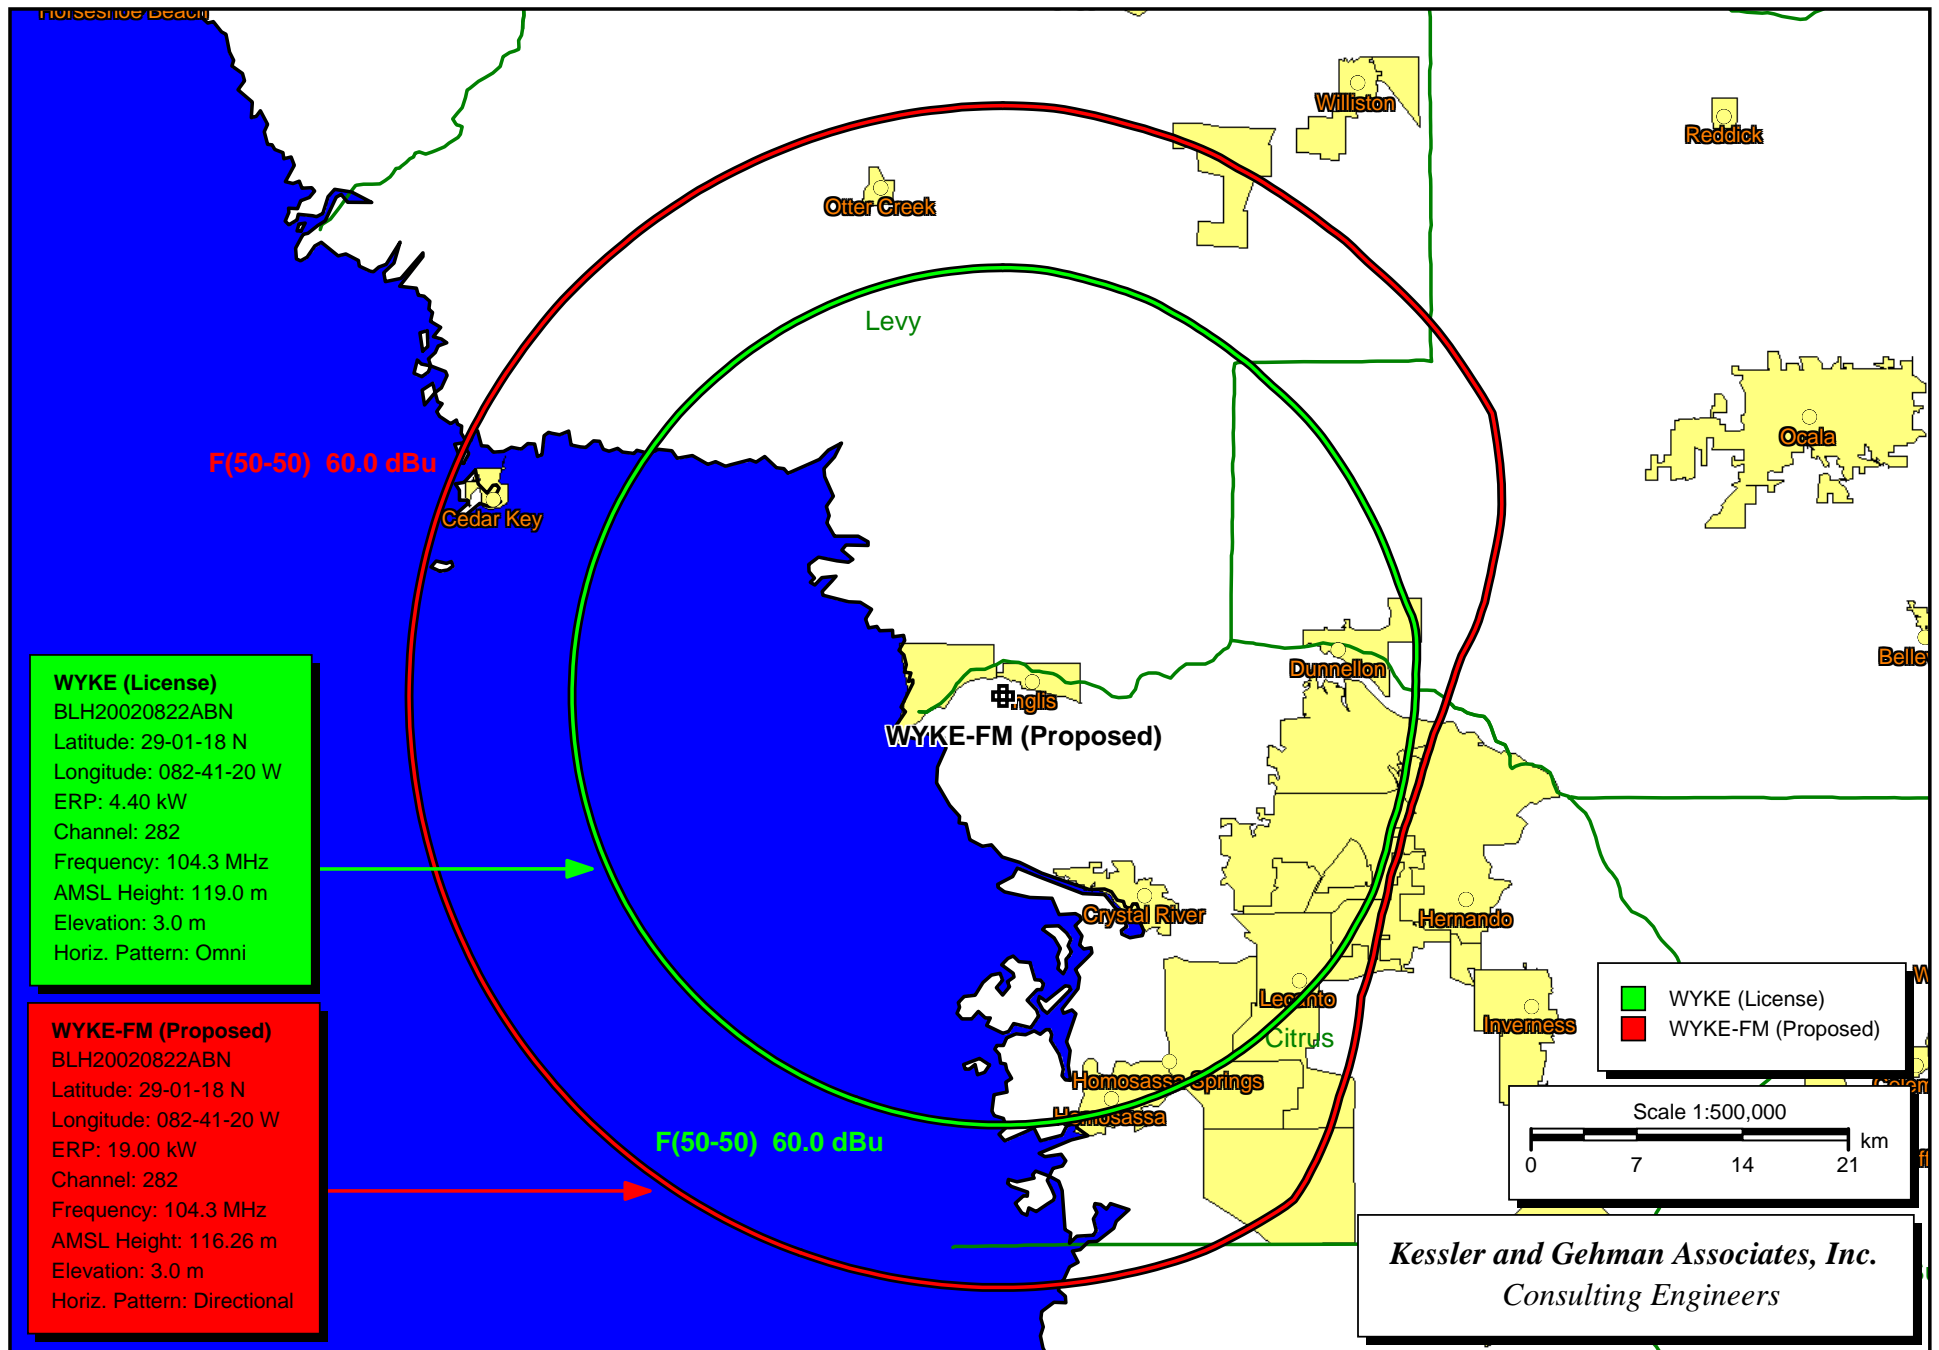 Horseshoe Beach
Williston
Reddick
Otter Creek
Levy
Ocala
F(50-50) 60.0 dBu
Cedar Key
Dunnellon
Inglis
WYKE-FM (Proposed)
WYKE (License)
BLH20020822ABN
Latitude: 29-01-18 N
Longitude: 082-41-20 W
ERP: 4.40 kW
Channel: 282
Frequency: 104.3 MHz
AMSL Height: 119.0 m
Elevation: 3.0 m
Horiz. Pattern: Omni
Crystal River
Hernando
Lecanto
Inverness
Citrus
Homosassa Springs
Homosassa
F(50-50) 60.0 dBu
WYKE-FM (Proposed)
BLH20020822ABN
Latitude: 29-01-18 N
Longitude: 082-41-20 W
ERP: 19.00 kW
Channel: 282
Frequency: 104.3 MHz
AMSL Height: 116.26 m
Elevation: 3.0 m
Horiz. Pattern: Directional
WYKE (License)
WYKE-FM (Proposed)
Scale 1:500,000
km
0 7 14 21
Kessler and Gehman Associates, Inc.
Consulting Engineers